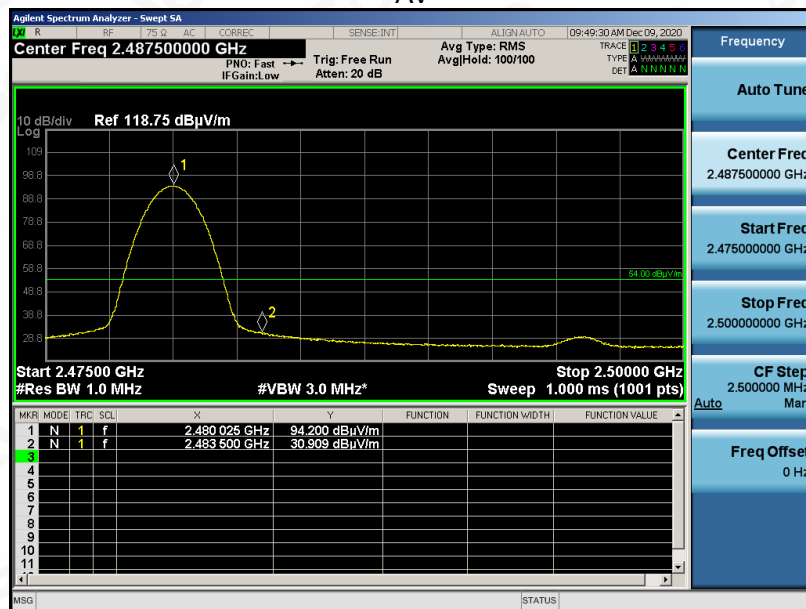 AV
Agilent Spectrum Analyzer - Swept SA
LXI R RF 75 Ω AC CORREC SENSE:INT ALIGN AUTO 09:49:30 AM Dec 09, 2020
Center Freq 2.487500000 GHz
PNO: Fast
IFGain:Low
Trig: Free Run
Atten: 20 dB
Avg Type: RMS
Avg|Hold: 100/100
TRACE 1 2 3 4 5 6
TYPE A WWWWW
DET A N N N N N
10 dB/div Ref 118.75 dBµV/m
Log
109
98.8
88.8
78.8
68.8
58.8
48.8
38.8
28.8
1
2
54.00 dBµV/m
Start 2.47500 GHz Stop 2.50000 GHz
#Res BW 1.0 MHz #VBW 3.0 MHz* Sweep 1.000 ms (1001 pts)
MKR MODE TRC SCL X Y FUNCTION FUNCTION WIDTH FUNCTION VALUE
1 N 1 f 2.480 025 GHz 94.200 dBµV/m
2 N 1 f 2.483 500 GHz 30.909 dBµV/m
3
4
5
6
7
8
9
10
11
MSG STATUS
Frequency
Auto Tune
Center Freq
2.487500000 GHz
Start Freq
2.475000000 GHz
Stop Freq
2.500000000 GHz
CF Step
2.500000 MHz
Auto Man
Freq Offset
0 Hz